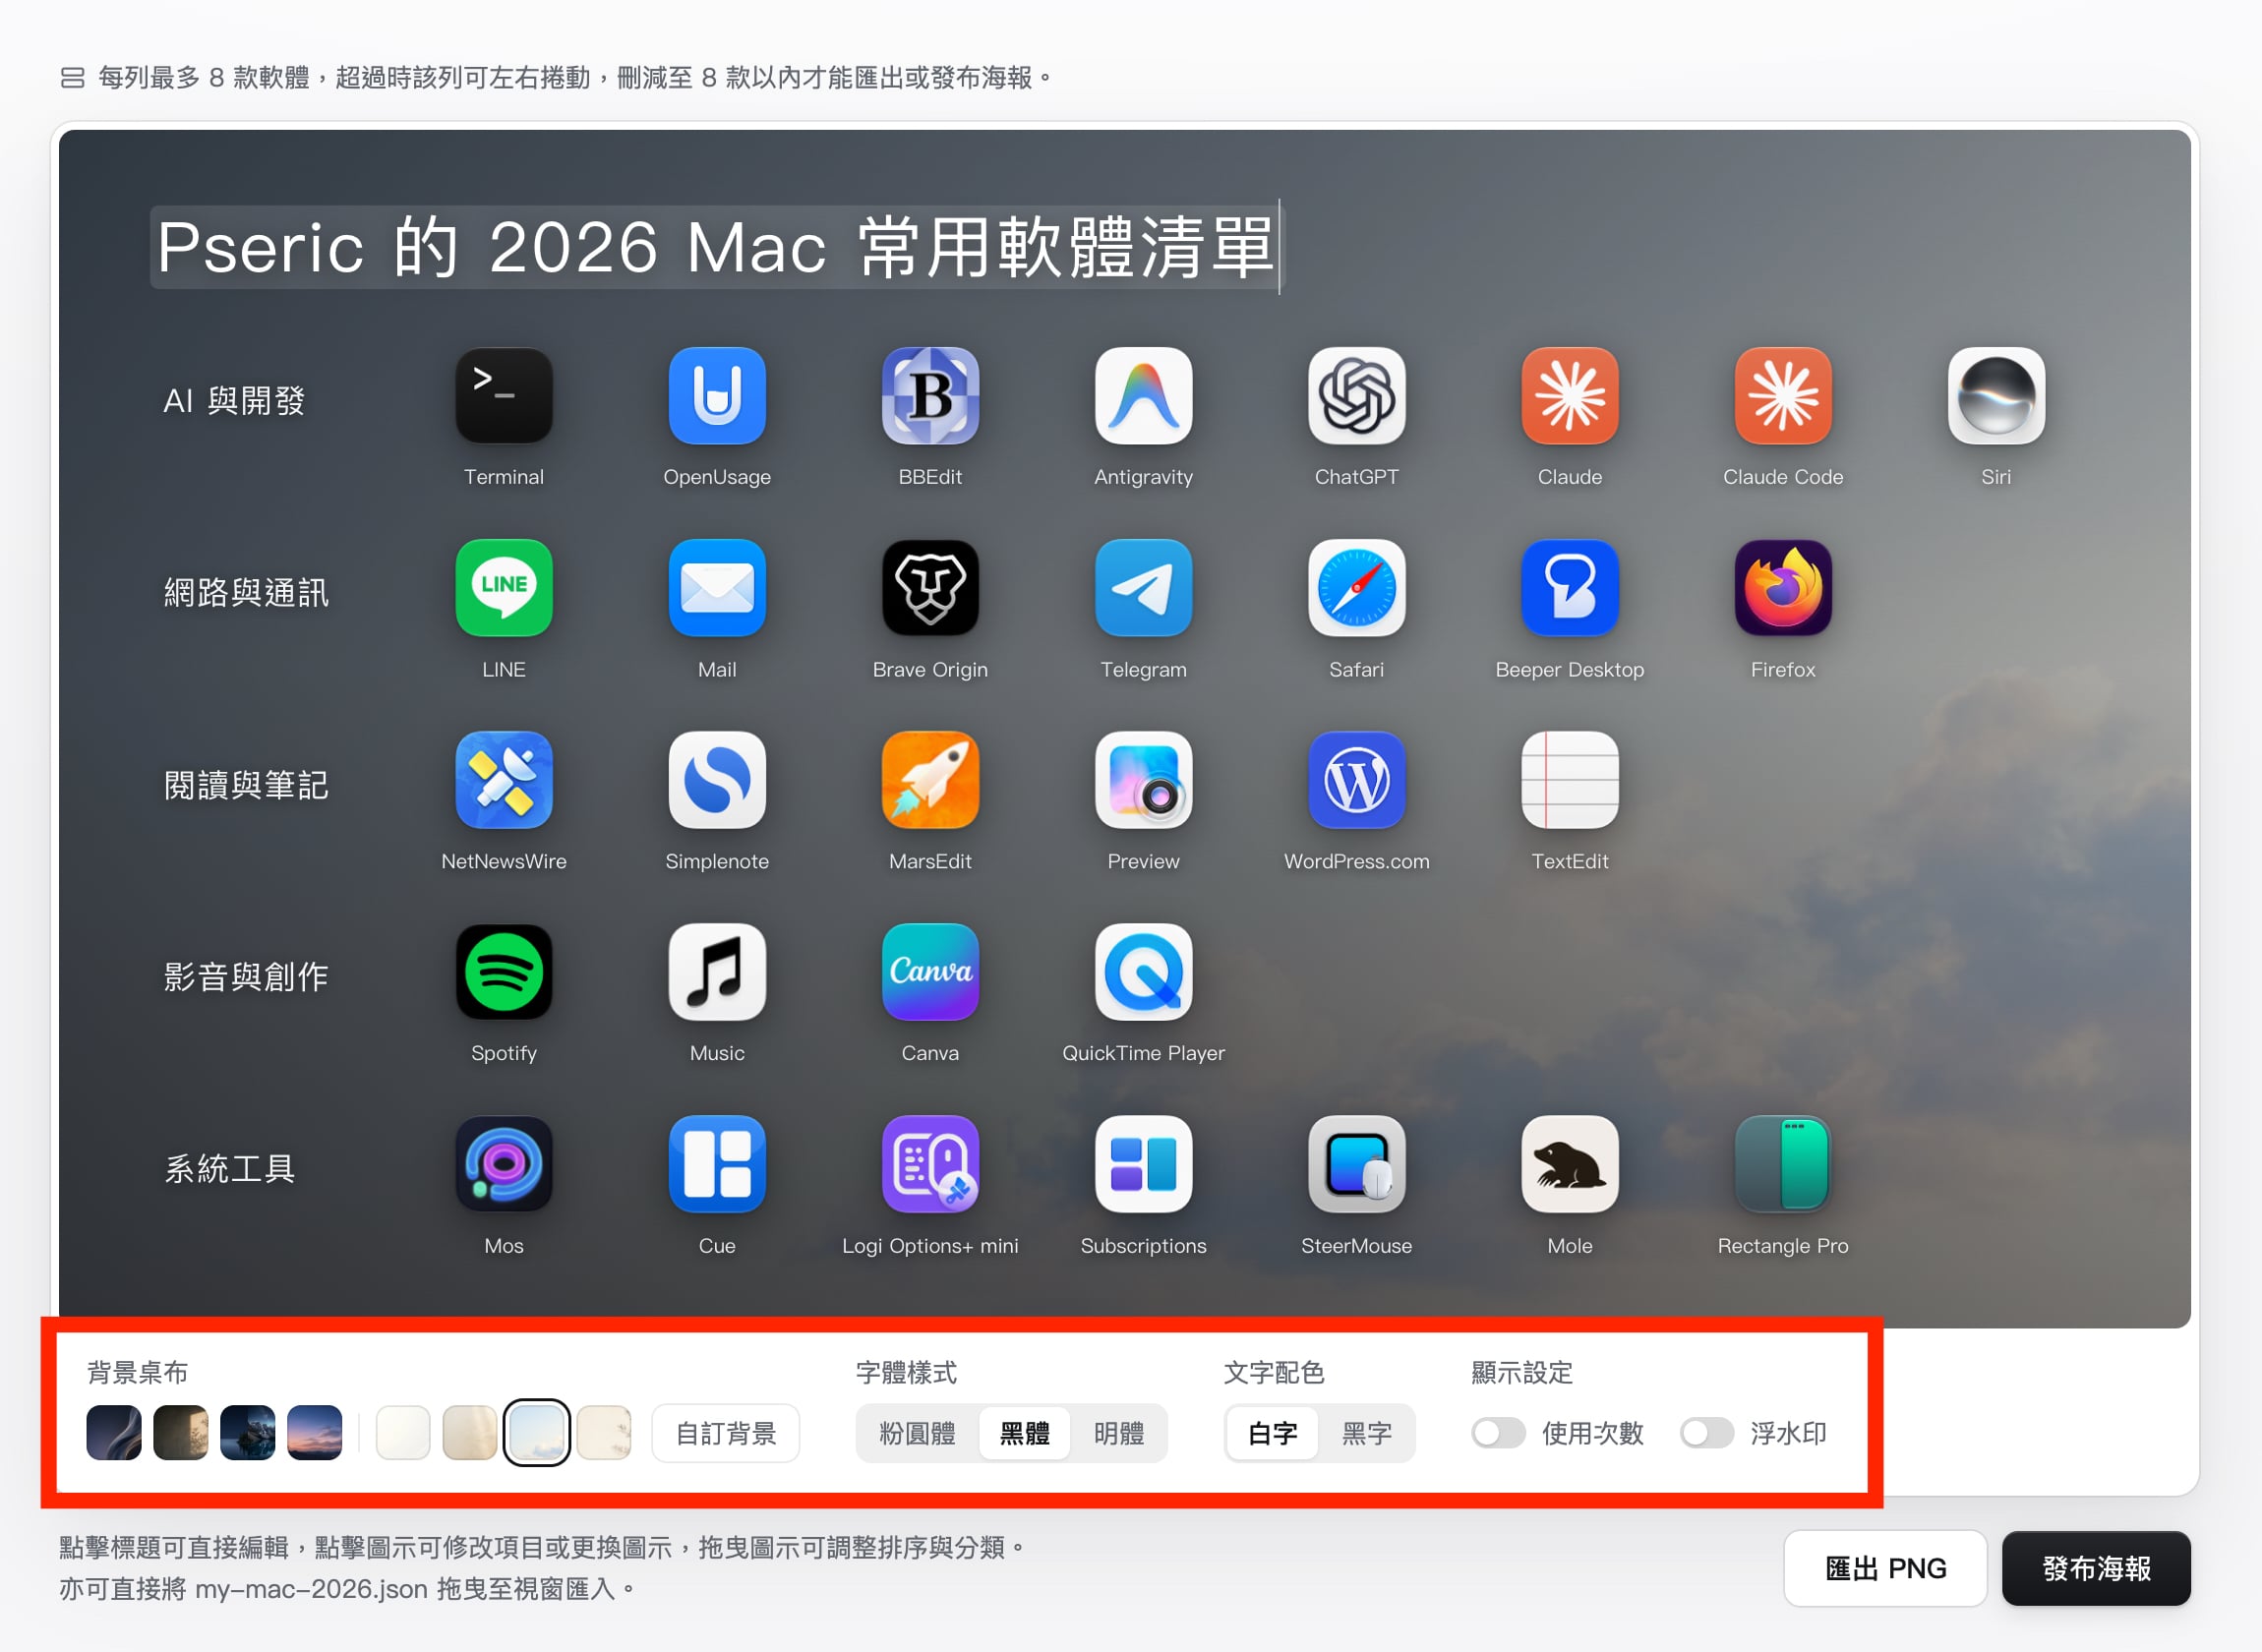 每列最多 8 款軟體，超過時該列可左右捲動，刪減至 8 款以內才能匯出或發布海報。
Pseric 的 2026 Mac 常用軟體清單
AI 與開發
>_
B
Terminal
OpenUsage
BBEdit
Antigravity
ChatGPT
Claude
Claude Code
Siri
網路與通訊
LINE
LINE
Mail
Brave Origin
Telegram
Safari
Beeper Desktop
Firefox
閱讀與筆記
NetNewsWire
Simplenote
MarsEdit
Preview
WordPress.com
TextEdit
影音與創作
Canva
Spotify
Music
Canva
QuickTime Player
系統工具
Mos
Cue
Logi Options+ mini
Subscriptions
SteerMouse
Mole
Rectangle Pro
背景桌布
字體樣式
文字配色
顯示設定
自訂背景
粉圓體
黑體
明體
白字
黑字
使用次數
浮水印
點擊標題可直接編輯，點擊圖示可修改項目或更換圖示，拖曳圖示可調整排序與分類。
亦可直接將 my-mac-2026.json 拖曳至視窗匯入。
匯出 PNG
發布海報